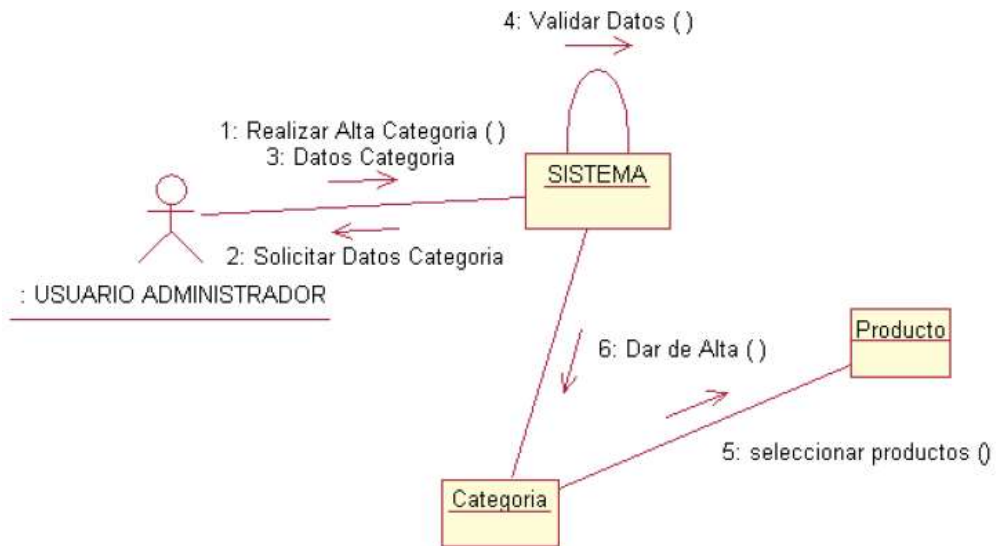 4: Validar Datos ( )
1: Realizar Alta Categoria ( )
3: Datos Categoria
SISTEMA
2: Solicitar Datos Categoria
: USUARIO ADMINISTRADOR
Producto
6: Dar de Alta ( )
5: seleccionar productos ()
Categoria